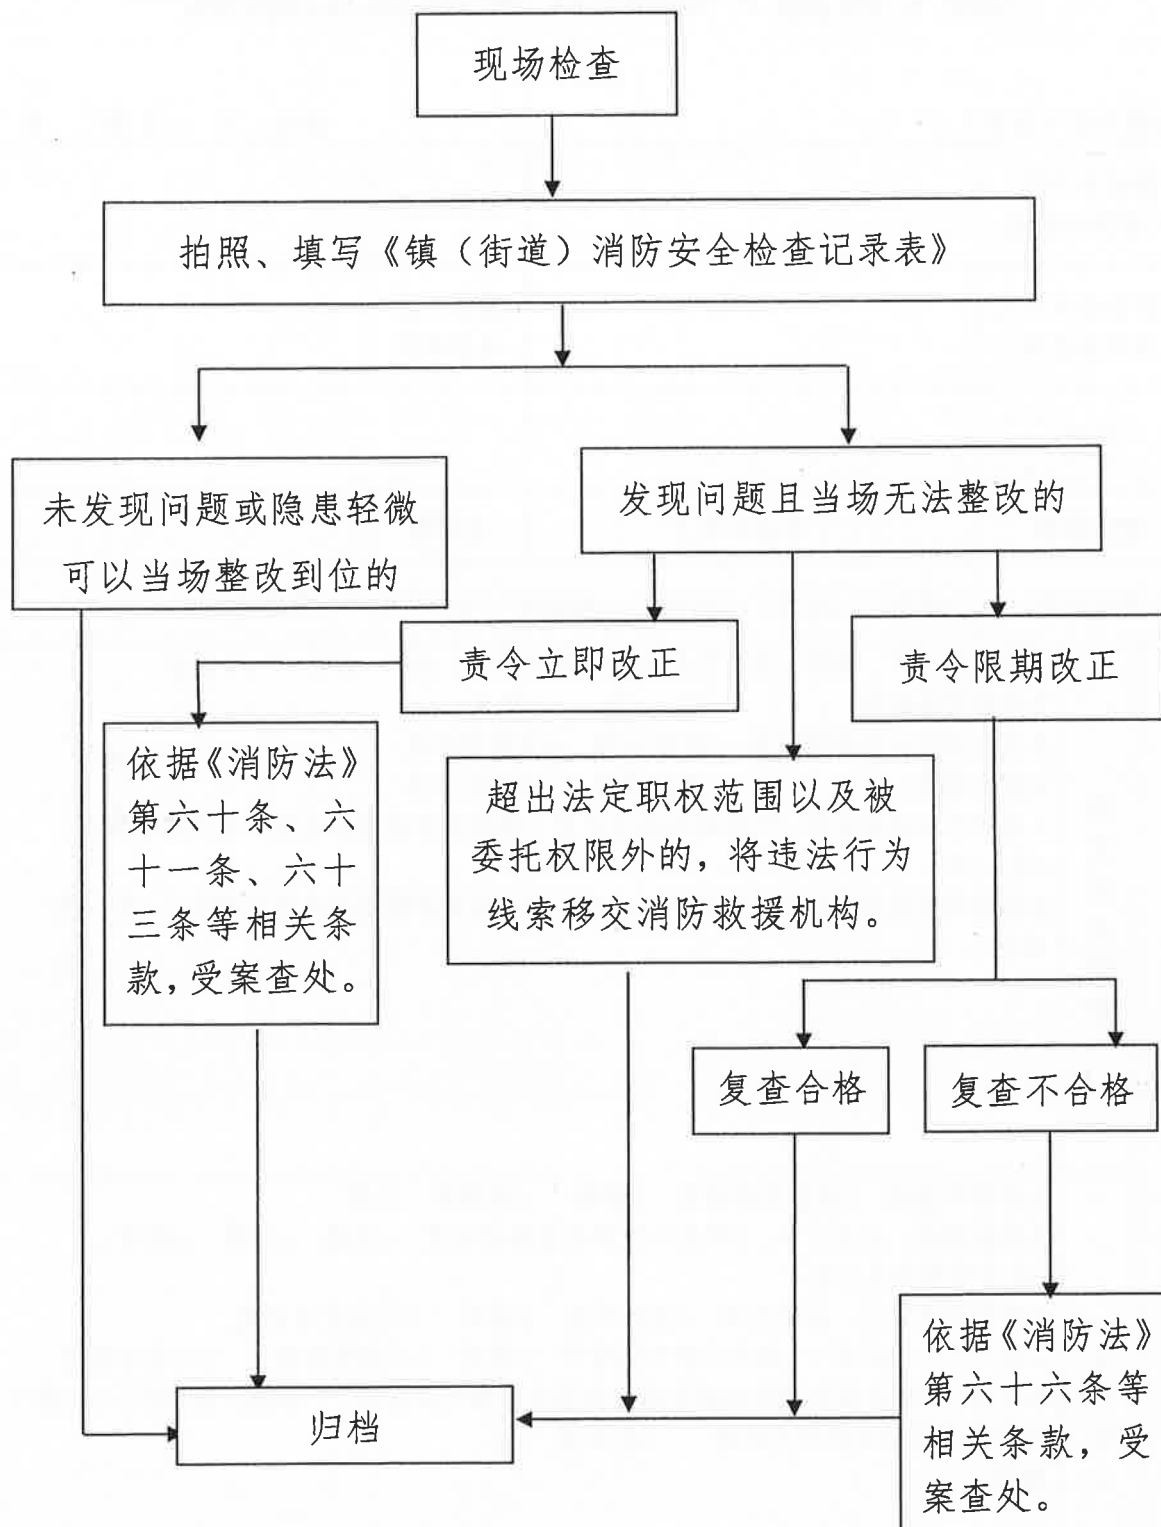 现场检查
拍照、填写《镇（街道）消防安全检查记录表》
未发现问题或隐患轻微
可以当场整改到位的
发现问题且当场无法整改的
责令立即改正
责令限期改正
依据《消防法》
第六十条、六
十一条、六十
三条等相关条
款，受案查处。
超出法定职权范围以及被
委托权限外的，将违法行为
线索移交消防救援机构。
复查合格
复查不合格
依据《消防法》
第六十六条等
相关条款，受
案查处。
归档